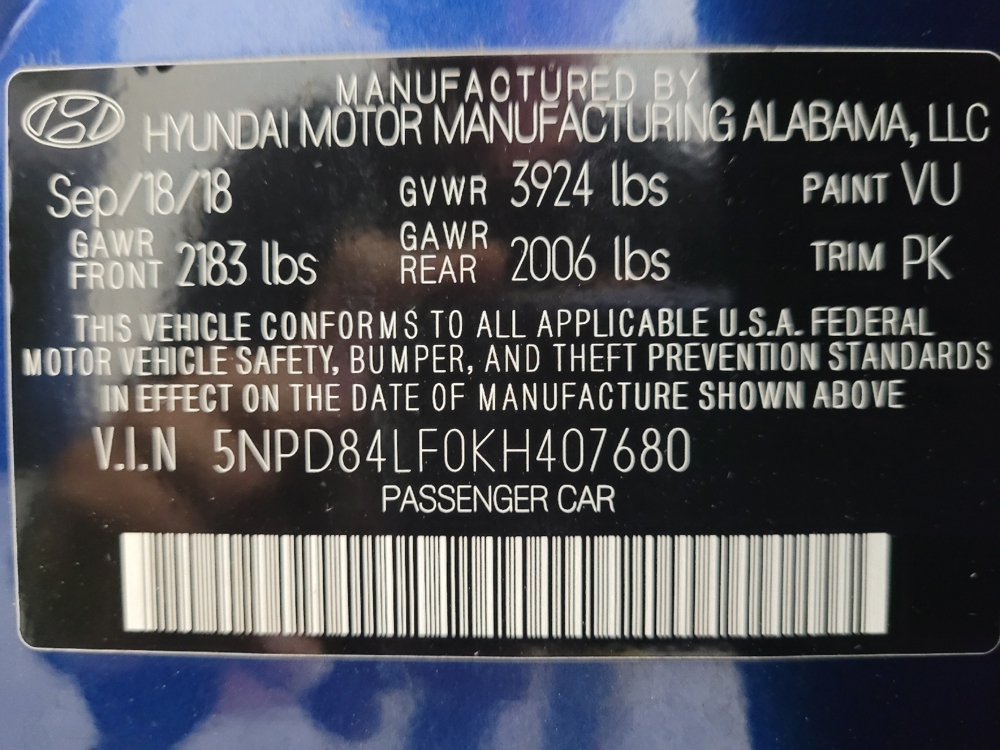 MANUFACTURED BY
HYUNDAI MOTOR MANUFACTURING ALABAMA, LLC
Sep/18/18 GVWR 3924 lbs PAINT VU
GAWR FRONT 2183 lbs GAWR REAR 2006 lbs TRIM PK
THIS VEHICLE CONFORMS TO ALL APPLICABLE U.S.A. FEDERAL
MOTOR VEHICLE SAFETY, BUMPER, AND THEFT PREVENTION STANDARDS
IN EFFECT ON THE DATE OF MANUFACTURE SHOWN ABOVE
V.I.N 5NPD84LF0KH407680
PASSENGER CAR